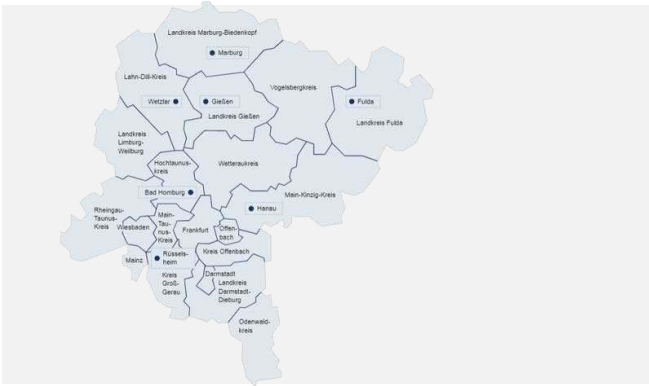 Landkreis Marburg-Biedenkopf
Marburg
Lahn-Dill-Kreis
Vogelsbergkreis
Wetzler
Gießen
Fulda
Landkreis Gießen
Landkreis Fulda
Landkreis
Limburg-
Weilburg
Hochtaunus-
kreis
Wetteraukreis
Bad Homburg
Main-Kinzig-Kreis
Hanau
Rheingau-
Taunus-
Kreis
Wiesbaden
Main-
Tau-
nus-
Kreis
Frankfurt
Offen-
bach
Kreis Offenbach
Mainz
Rüssels-
heim
Kreis
Groß-
Gerau
Darmstadt
Landkreis
Darmstadt-
Dieburg
Odenwald-
kreis